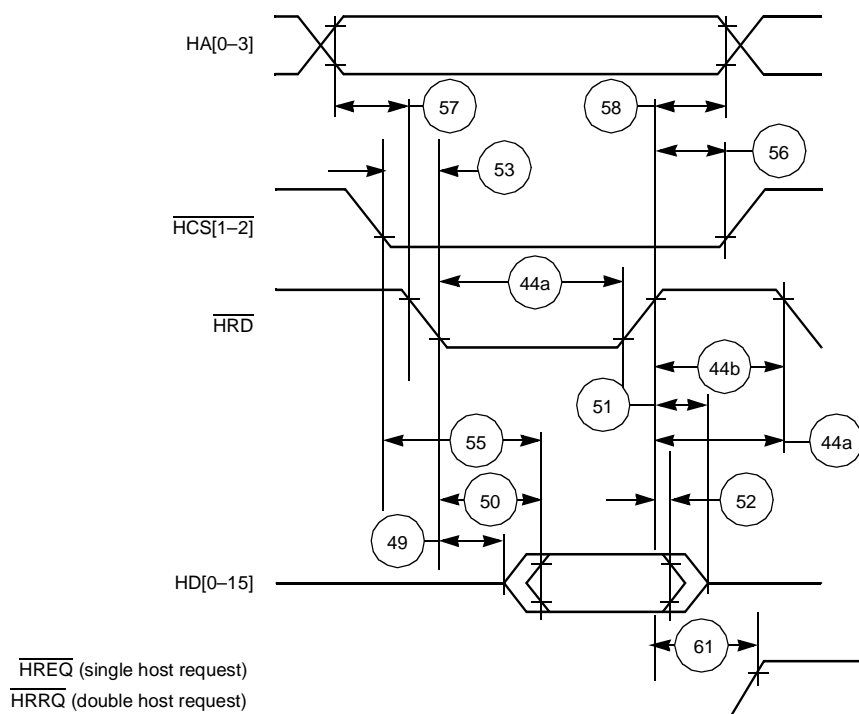 HA[0–3]
57
58
53
56
HCS[1–2]
44a
HRD
44b
51
55
44a
50
52
49
HD[0–15]
61
HREQ (single host request)
HRRQ (double host request)